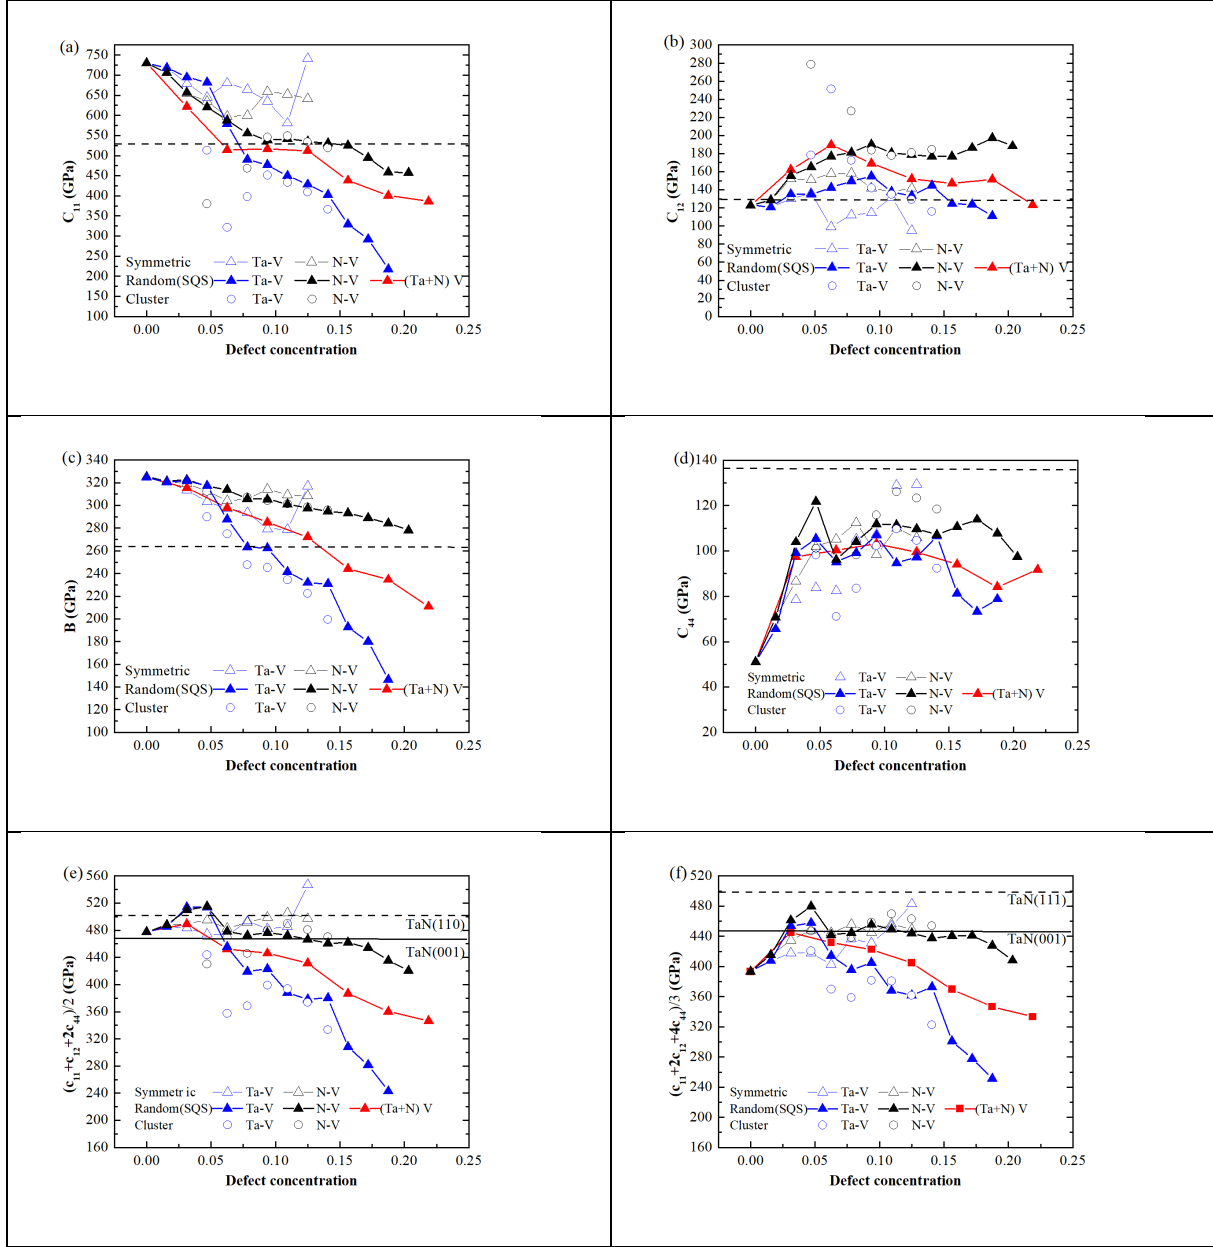 (a)
750
700
650
600
550
500
450
400
350
300
250
200
150
100
C11 (GPa)
Symmetric Ta-V N-V
Random(SQS) Ta-V N-V (Ta+N) V
Cluster Ta-V N-V
0.00 0.05 0.10 0.15 0.20 0.25
Defect concentration
(b)
300
280
260
240
220
200
180
160
140
120
100
80
60
40
20
0
C12 (GPa)
Symmetric Ta-V N-V
Random(SQS) Ta-V N-V (Ta+N) V
Cluster Ta-V N-V
0.00 0.05 0.10 0.15 0.20 0.25
Defect concentration
(c)
340
320
300
280
260
240
220
200
180
160
140
120
100
B (GPa)
Symmetric Ta-V N-V
Random(SQS) Ta-V N-V (Ta+N) V
Cluster Ta-V N-V
0.00 0.05 0.10 0.15 0.20 0.25
Defect concentration
(d)
140
120
100
80
60
40
20
C44 (GPa)
Symmetric Ta-V N-V
Random(SQS) Ta-V N-V (Ta+N) V
Cluster Ta-V N-V
0.00 0.05 0.10 0.15 0.20 0.25
Defect concentration
(e)
560
520
480
440
400
360
320
280
240
200
160
(c11+c12+2c44)/2 (GPa)
TaN(110)
TaN(001)
Symmetric Ta-V N-V
Random(SQS) Ta-V N-V (Ta+N) V
Cluster Ta-V N-V
0.00 0.05 0.10 0.15 0.20 0.25
Defect concentration
(f)
520
480
440
400
360
320
280
240
200
160
(c11+2c12+4c44)/3 (GPa)
TaN(111)
TaN(001)
Symmetric Ta-V N-V
Random(SQS) Ta-V N-V (Ta+N) V
Cluster Ta-V N-V
0.00 0.05 0.10 0.15 0.20 0.25
Defect concentration